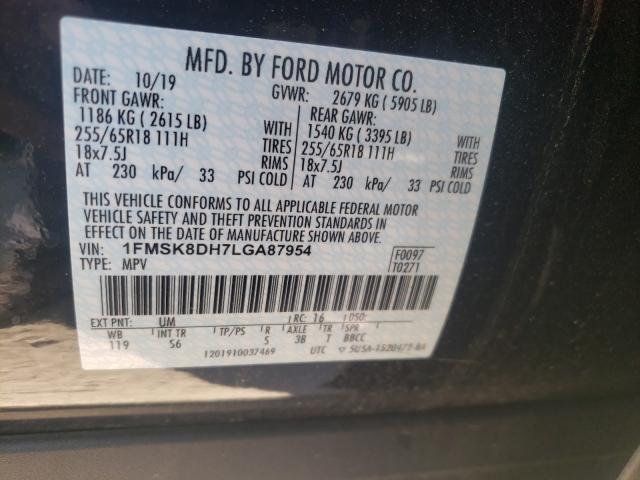 MFD. BY FORD MOTOR CO.
DATE: 10/19
GVWR: 2679 KG ( 5905 LB)
FRONT GAWR:
REAR GAWR:
1186 KG ( 2615 LB) WITH
1540 KG ( 3395 LB) WITH
255/65R18 111H TIRES
255/65R18 111H TIRES
18x7.5J RIMS
18x7.5J RIMS
AT 230 kPa/ 33 PSI COLD
AT 230 kPa/ 33 PSI COLD
THIS VEHICLE CONFORMS TO ALL APPLICABLE FEDERAL MOTOR
VEHICLE SAFETY AND THEFT PREVENTION STANDARDS IN
EFFECT ON THE DATE OF MANUFACTURE SHOWN ABOVE.
VIN: 1FMSK8DH7LGA87954
TYPE: MPV
F0097
T0271
EXT PNT: UM RC: 16 DSO:
WB INT TR TP/PS R AXLE TR SPR
119 S6 S 3B T BBCC
1201910037469 UTC